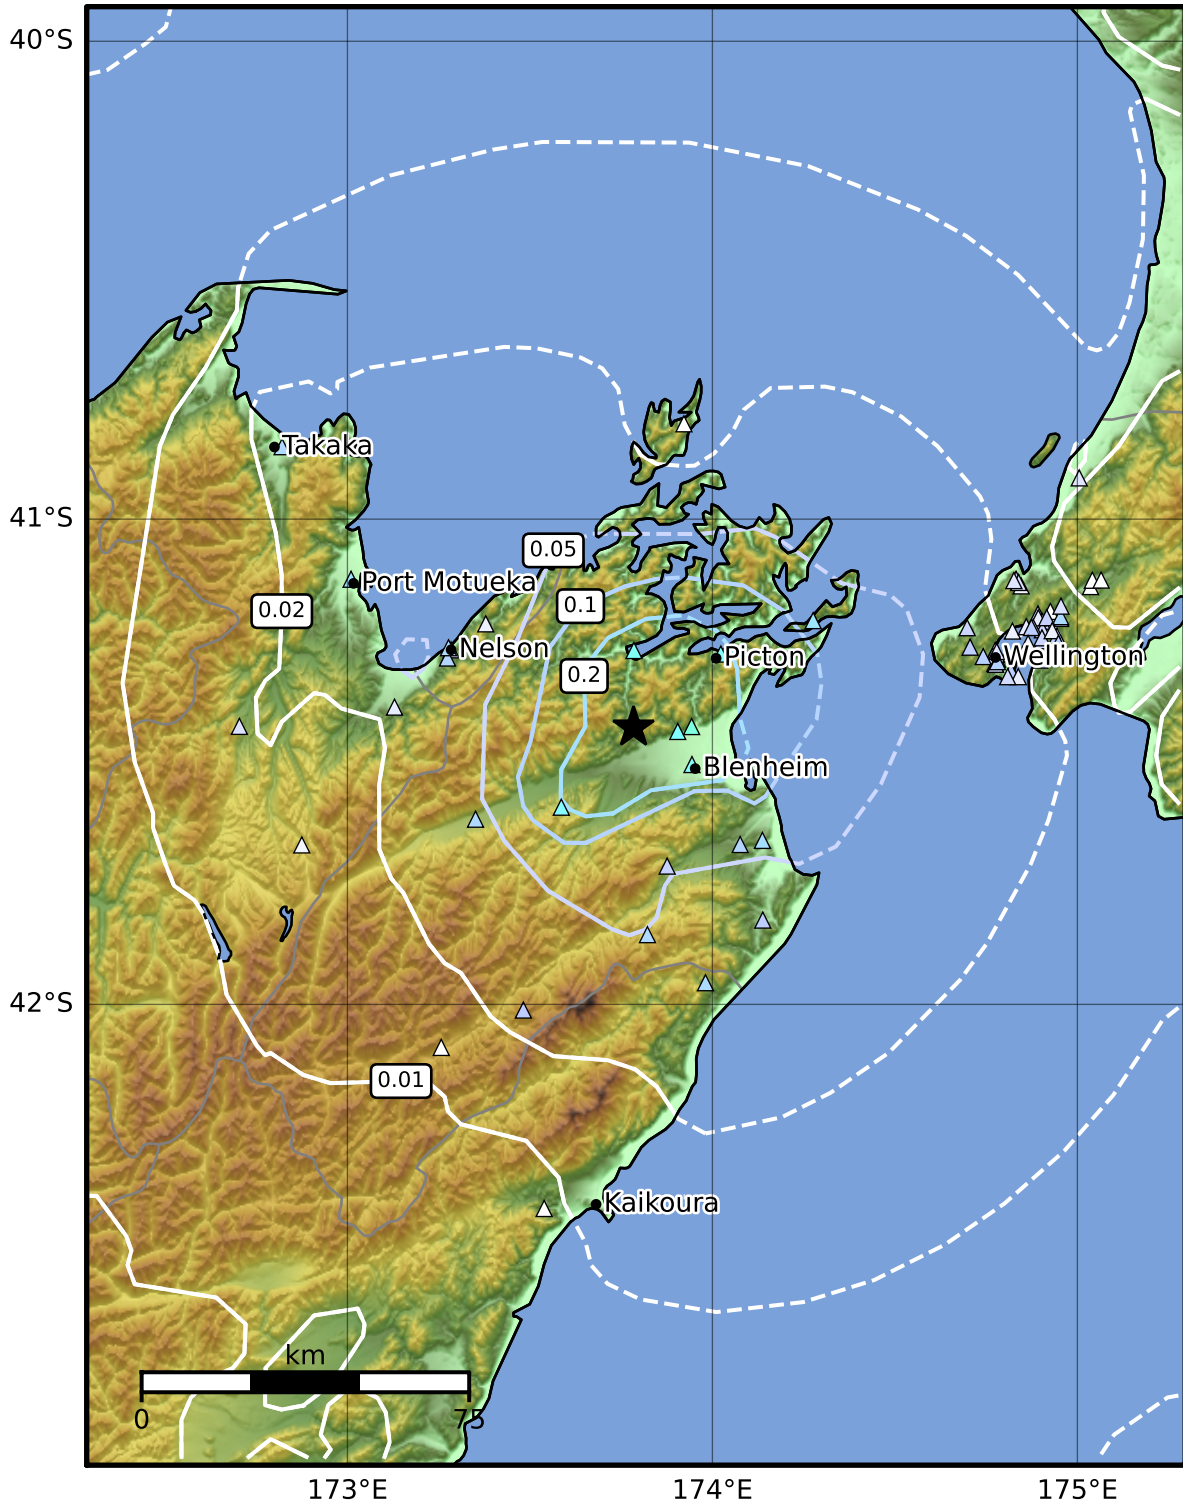 40°S
Takaka
41°S
0.05
Port Motueka
0.1
0.02
Nelson
Picton
Wellington
0.2
Blenheim
42°S
0.01
Kaikoura
km
0
75
173°E
174°E
175°E